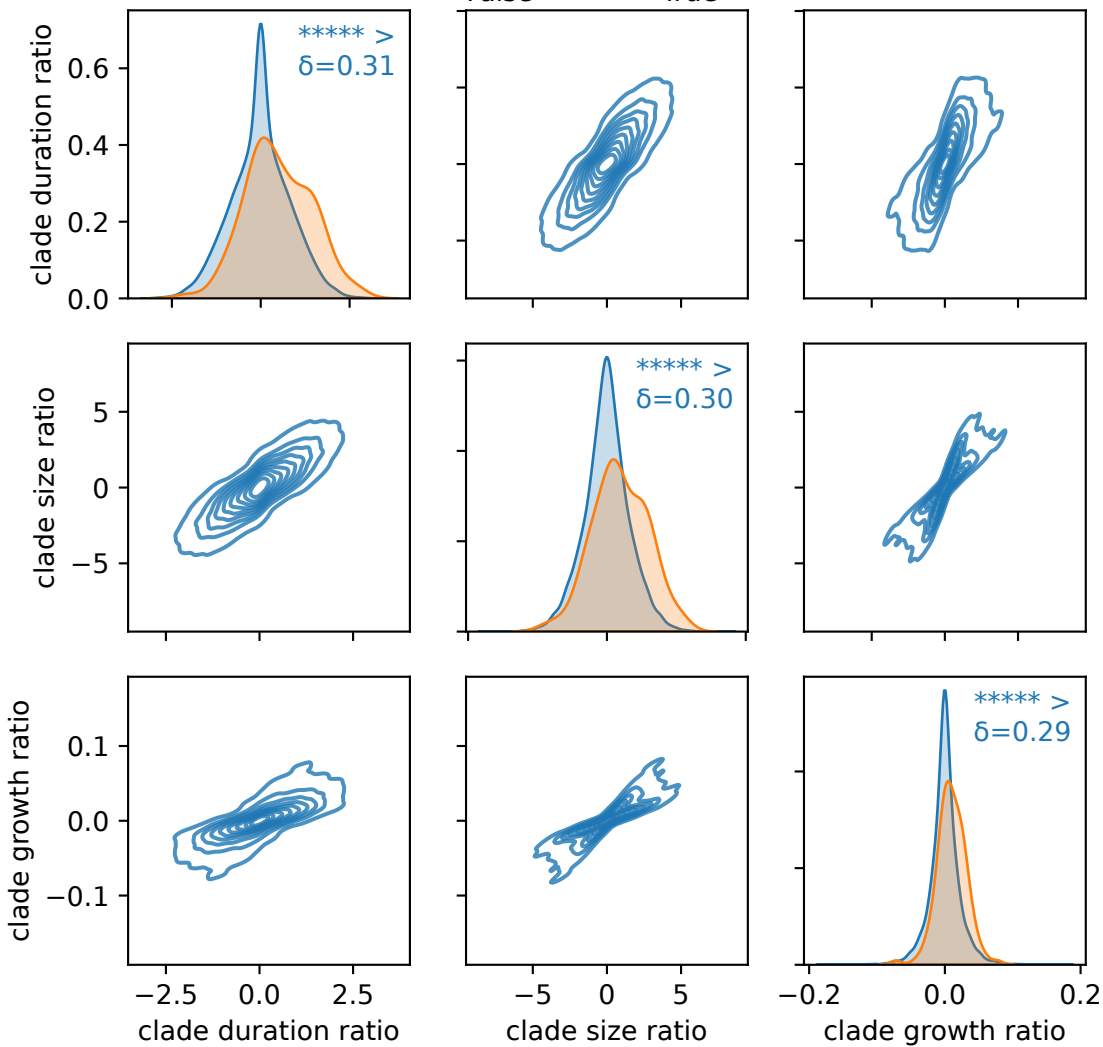 clade duration ratio
0.6
0.4
0.2
0.0
***** >
δ=0.31
clade size ratio
5
0
−5
***** >
δ=0.30
clade growth ratio
0.1
0.0
−0.1
***** >
δ=0.29
−2.5 0.0 2.5
−5 0 5
−0.2 0.0 0.2
clade duration ratio
clade size ratio
clade growth ratio